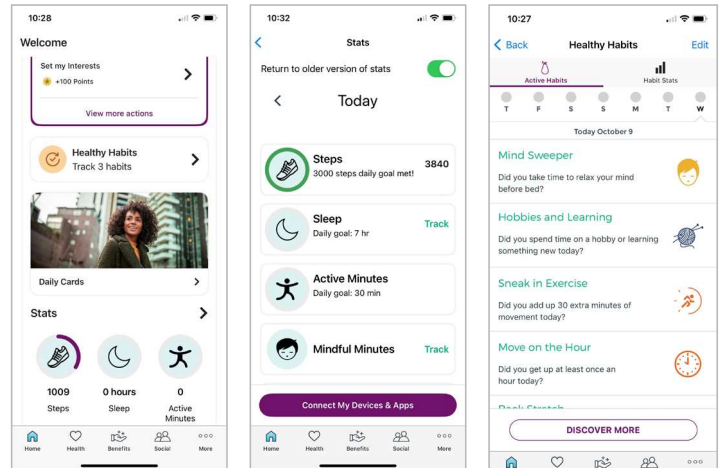 10:28
Welcome
Set my Interests
+100 Points
View more actions
Healthy Habits
Track 3 habits
Daily Cards
Stats
1009
Steps
0 hours
Sleep
0
Active
Minutes
Home
Health
Benefits
Social
More
10:32
Stats
Return to older version of stats
Today
Steps
3000 steps daily goal met!
3840
Sleep
Daily goal: 7 hr
Track
Active Minutes
Daily goal: 30 min
Mindful Minutes
Track
Connect My Devices & Apps
Home
Health
Benefits
Social
More
10:27
Back
Healthy Habits
Edit
Active Habits
Habit Stats
T F S S M T W
Today October 9
Mind Sweeper
Did you take time to relax your mind
before bed?
Hobbies and Learning
Did you spend time on a hobby or learning
something new today?
Sneak in Exercise
Did you add up 30 extra minutes of
movement today?
Move on the Hour
Did you get up at least once an
hour today?
DISCOVER MORE